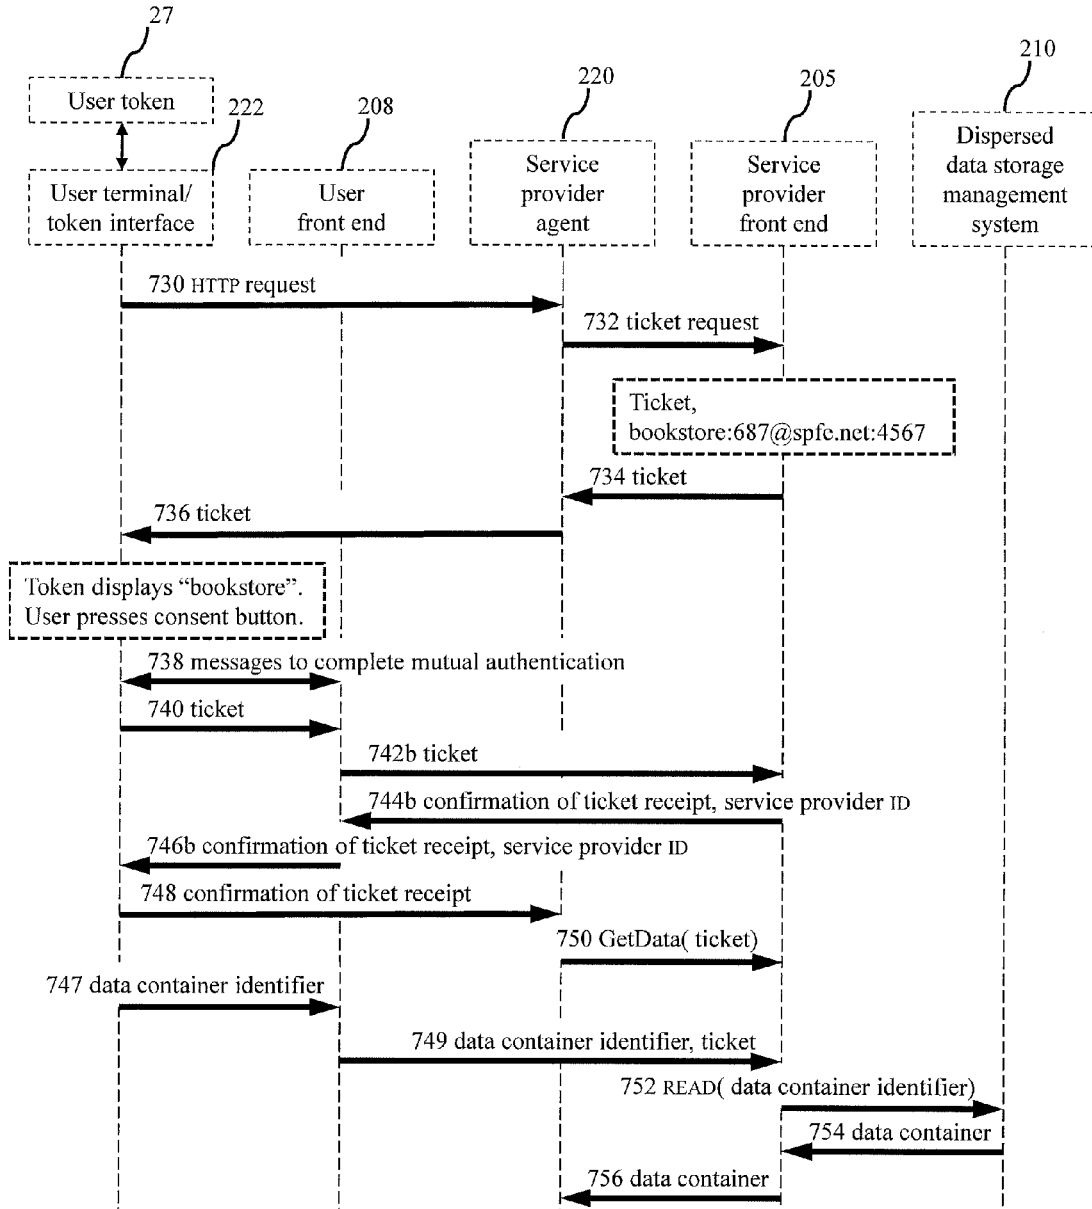 27
User token
222
208
220
205
210
User terminal/
token interface
User
front end
Service
provider
agent
Service
provider
front end
Dispersed
data storage
management
system
730 HTTP request
732 ticket request
Ticket,
bookstore:687@spfe.net:4567
734 ticket
736 ticket
Token displays “bookstore”.
User presses consent button.
738 messages to complete mutual authentication
740 ticket
742b ticket
744b confirmation of ticket receipt, service provider ID
746b confirmation of ticket receipt, service provider ID
748 confirmation of ticket receipt
750 GetData( ticket)
747 data container identifier
749 data container identifier, ticket
752 READ( data container identifier)
754 data container
756 data container